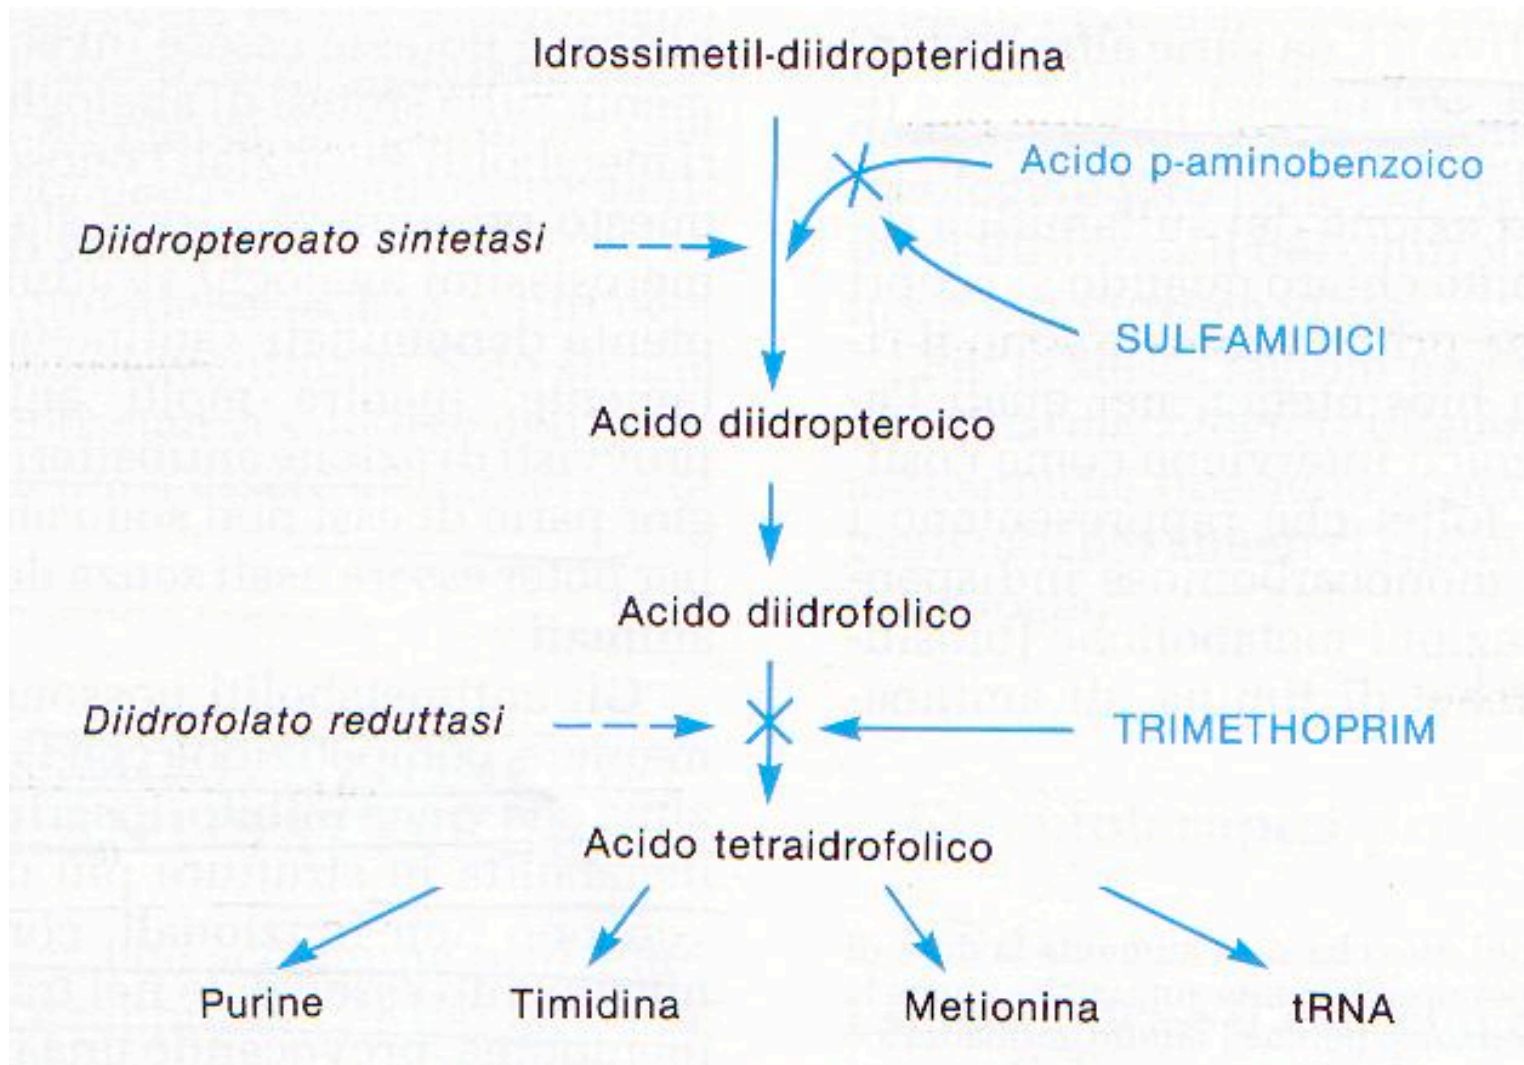 Idrossimetil-diidropteridina
Acido p-aminobenzoico
Diidropteroato sintetasi
SULFAMIDICI
Acido diidropteroico
Acido diidrofolico
Diidrofolato reduttasi
TRIMETHOPRIM
Acido tetraidrofolico
Purine
Timidina
Metionina
tRNA